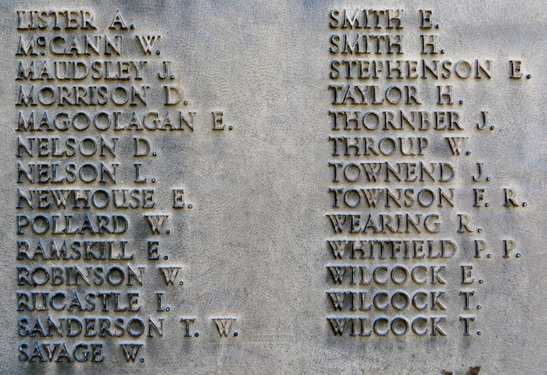 LISTER A.
McCANN W.
MAUDSLEY J.
MORRISON D.
MAGOOLAGAN E.
NELSON D.
NELSON L.
NEWHOUSE E.
POLLARD W.
RAMSKILL E.
ROBINSON W.
RUCASTLE I.
SANDERSON T. W.
SAVAGE W.
SMITH E.
SMITH H.
STEPHENSON E.
TAYLOR H.
THORNBER J.
THROUP W.
TOWNEND J.
TOWNSON F. R.
WEARING R.
WHITFIELD P. P.
WILCOCK E.
WILCOCK T.
WILCOCK T.